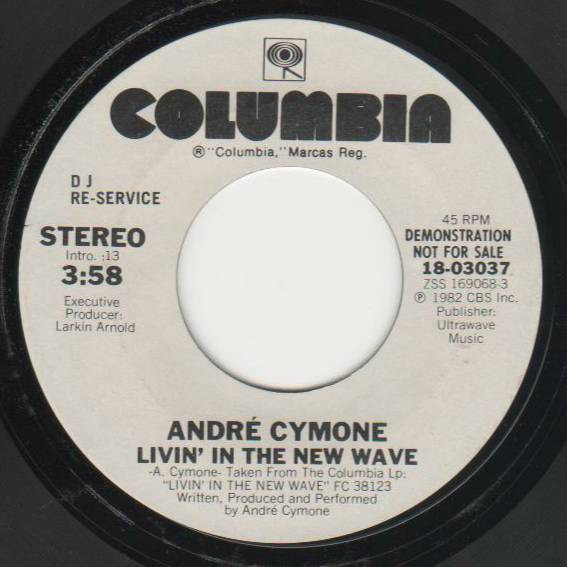 COLUMBIA
® "Columbia," Marcas Reg.
D J
RE-SERVICE
STEREO
Intro. :13
3:58
Executive
Producer:
Larkin Arnold
45 RPM
DEMONSTRATION
NOT FOR SALE
18-03037
ZSS 169068-3
℗ 1982 CBS Inc.
Publisher:
Ultrawave
Music
ANDRÉ CYMONE
LIVIN' IN THE NEW WAVE
-A. Cymone- Taken From The Columbia Lp:
"LIVIN' IN THE NEW WAVE" FC 38123
Written, Produced and Performed
by André Cymone